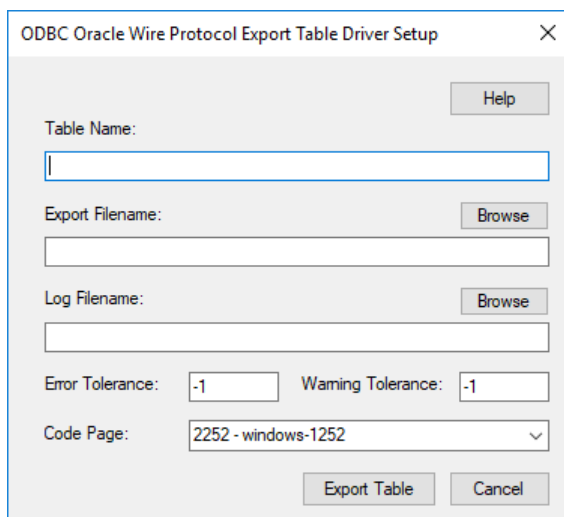 ODBC Oracle Wire Protocol Export Table Driver Setup
Help
Table Name:
Export Filename:
Browse
Log Filename:
Browse
Error Tolerance: -1 Warning Tolerance: -1
Code Page: 2252 - windows-1252
Export Table Cancel